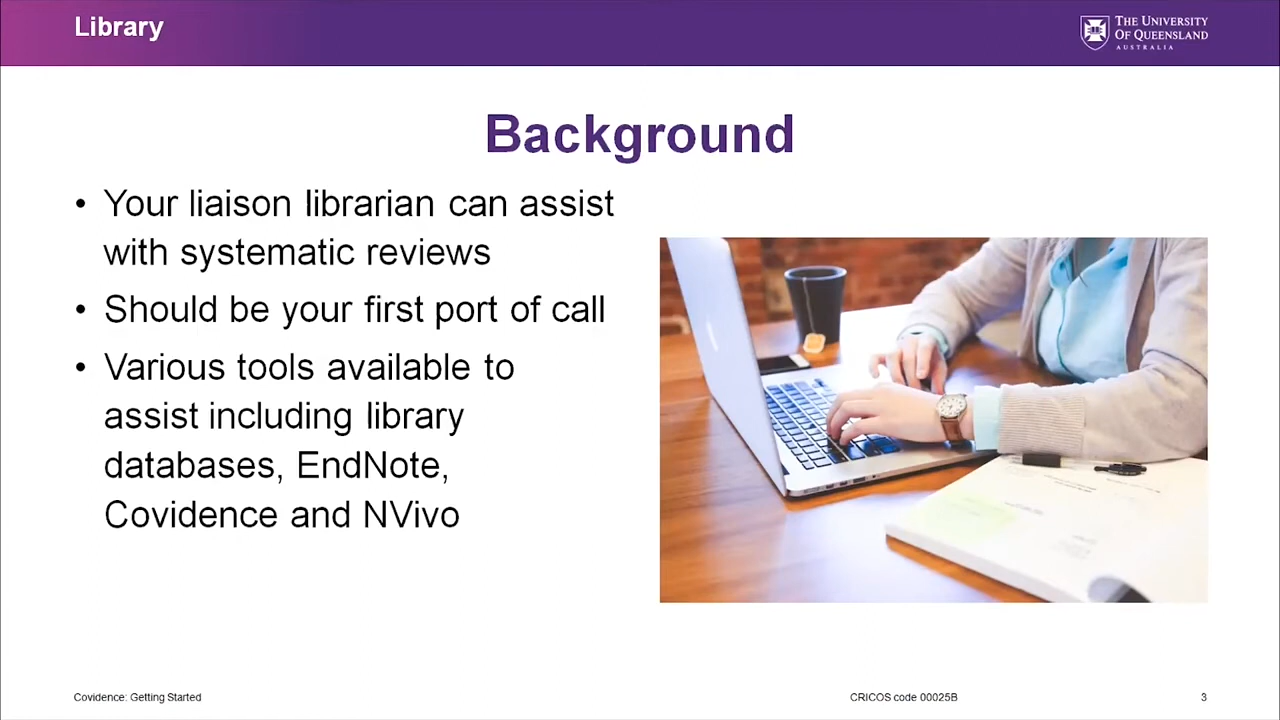 Library
THE UNIVERSITY
OF QUEENSLAND
AUSTRALIA
Background
• Your liaison librarian can assist
with systematic reviews
• Should be your first port of call
• Various tools available to
assist including library
databases, EndNote,
Covidence and NVivo
Covidence: Getting Started
CRICOS code 00025B
3